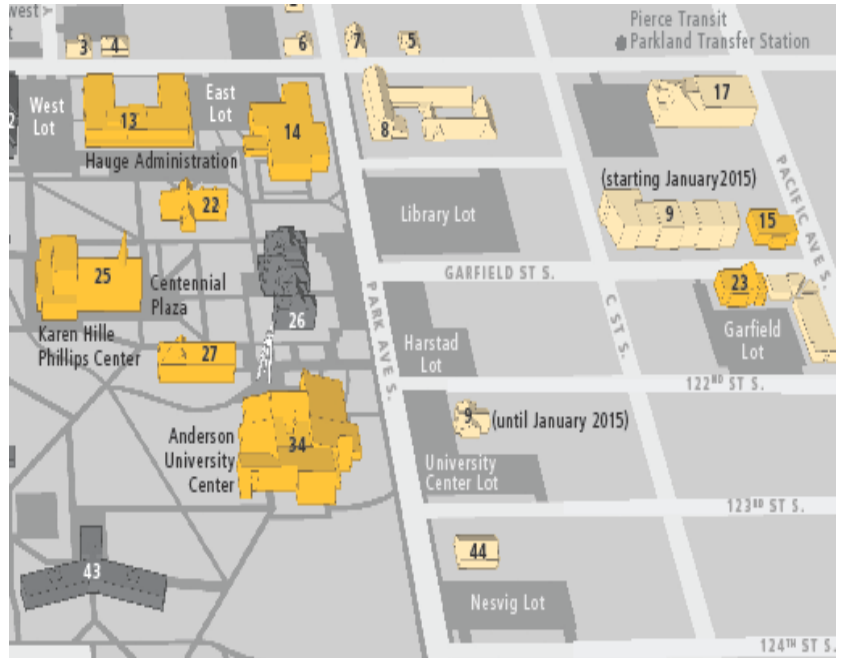 west
Y
3
4
6
7
5
Pierce Transit
Parkland Transfer Station
West
Lot
13
East
Lot
14
8
17
Hauge Administration
(starting January2015)
22
Library Lot
9
15
PACIFIC AVE S.
25
Centennial
Plaza
GARFIELD ST S.
23
PARK AVE S.
C ST S.
26
Karen Hille
Phillips Center
27
Harstad
Lot
Garfield
Lot
122ND ST S.
9
(until January 2015)
Anderson
University
Center
34
University
Center Lot
123RD ST S.
44
43
Nesvig Lot
124TH ST S.